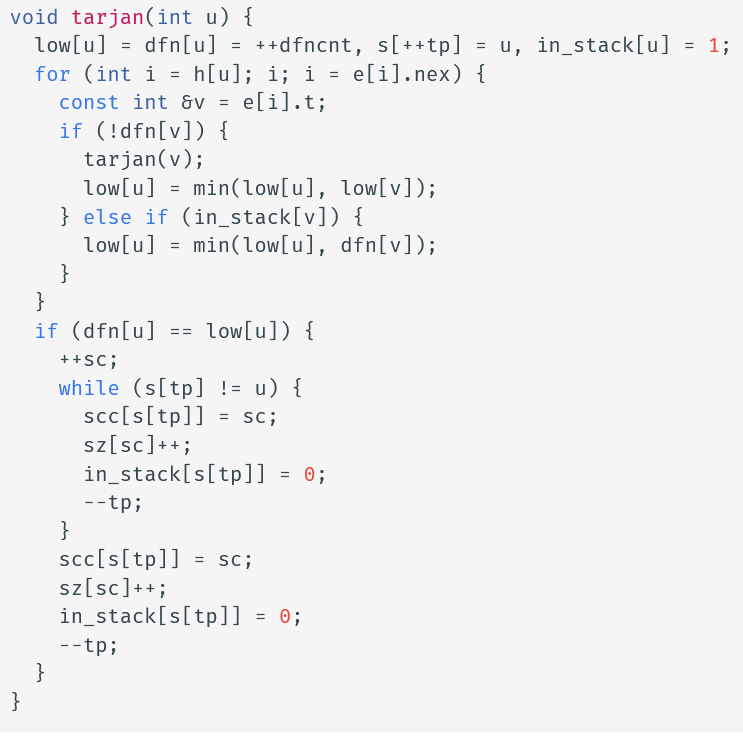 void tarjan(int u) {
  low[u] = dfn[u] = ++dfncnt, s[++tp] = u, in_stack[u] = 1;
  for (int i = h[u]; i; i = e[i].nex) {
    const int &v = e[i].t;
    if (!dfn[v]) {
      tarjan(v);
      low[u] = min(low[u], low[v]);
    } else if (in_stack[v]) {
      low[u] = min(low[u], dfn[v]);
    }
  }
  if (dfn[u] == low[u]) {
    ++sc;
    while (s[tp] != u) {
      scc[s[tp]] = sc;
      sz[sc]++;
      in_stack[s[tp]] = 0;
      --tp;
    }
    scc[s[tp]] = sc;
    sz[sc]++;
    in_stack[s[tp]] = 0;
    --tp;
  }
}